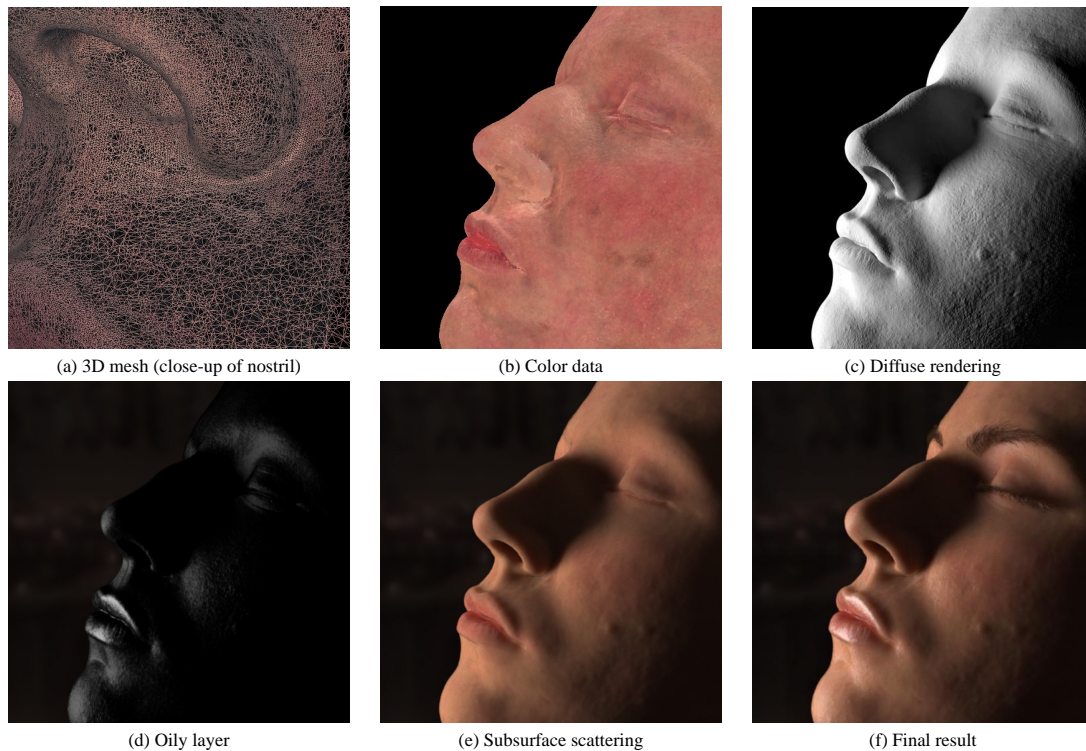 (a) 3D mesh (close-up of nostril)
(b) Color data
(c) Diffuse rendering
(d) Oily layer
(e) Subsurface scattering
(f) Final result